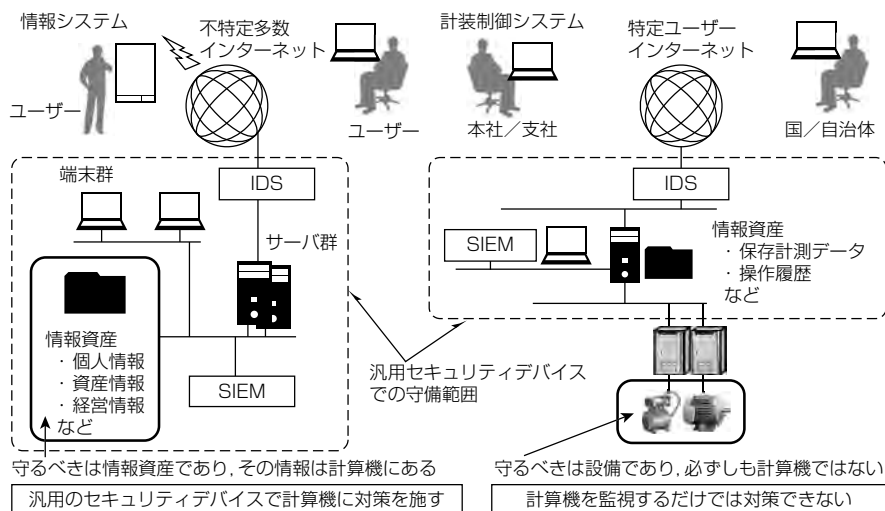 情報システム
不特定多数
インターネット
ユーザー
ユーザー
端末群
IDS
サーバ群
情報資産
・個人情報
・資産情報
・経営情報
など
SIEM
守るべきは情報資産であり，その情報は計算機にある
汎用のセキュリティデバイスで計算機に対策を施す
汎用セキュリティデバイス
での守備範囲
計装制御システム
特定ユーザー
インターネット
本社／支社
国／自治体
IDS
SIEM
情報資産
・保存計測データ
・操作履歴
など
守るべきは設備であり，必ずしも計算機ではない
計算機を監視するだけでは対策できない